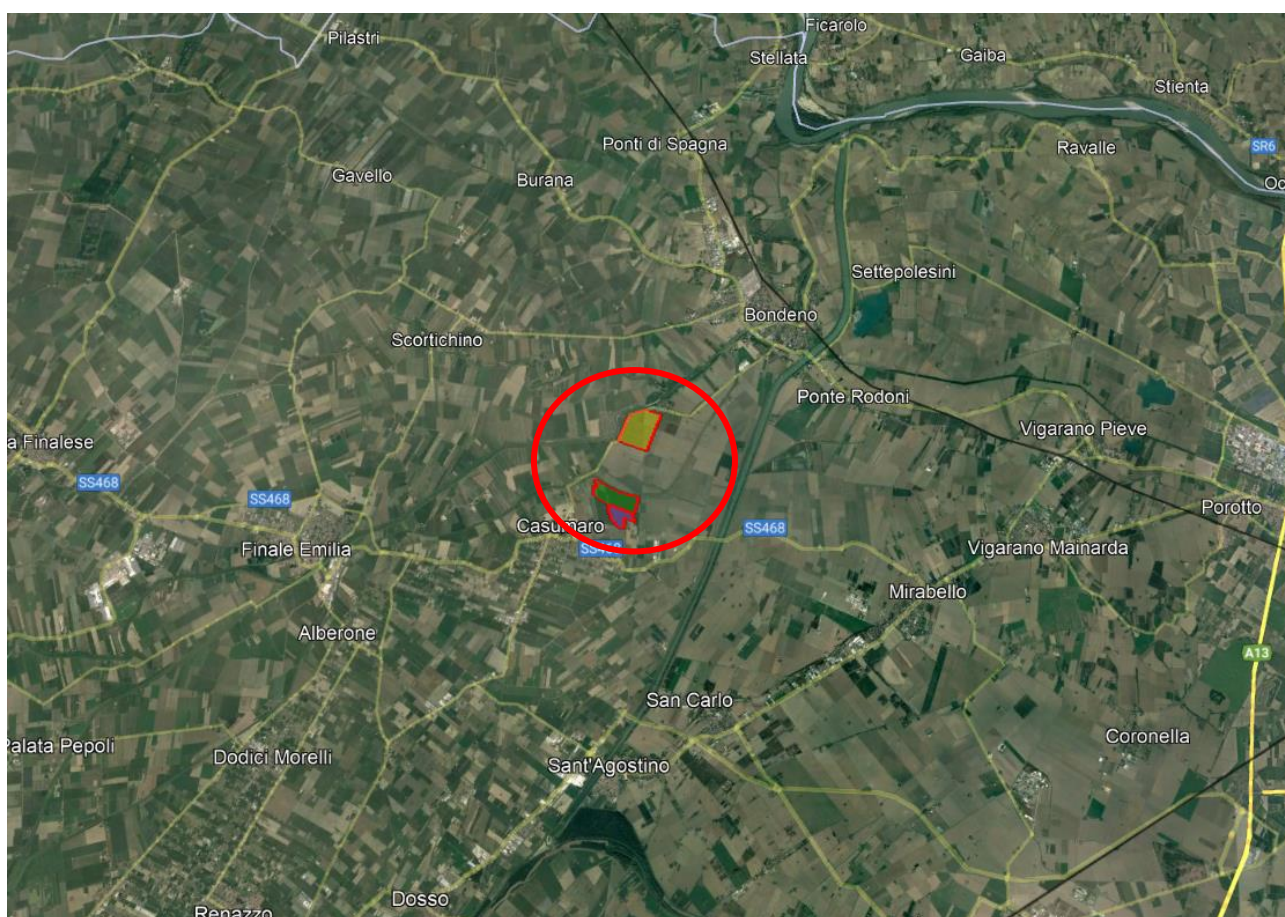 Ficarolo
Pilastri
Stellata
Gaiba
Stienta
Ponti di Spagna
SR6
Ravalle
Gavello
Burana
Oc
Settepolesini
Bondeno
Scortichino
Ponte Rodoni
Vigarano Pieve
a Finalese
SS468
SS468
Porotto
Casumaro
SS468
SS468
Finale Emilia
Vigarano Mainarda
Mirabello
Alberone
A13
San Carlo
Palata Pepoli
Coronella
Dodici Morelli
Sant'Agostino
Dosso
Renazzo